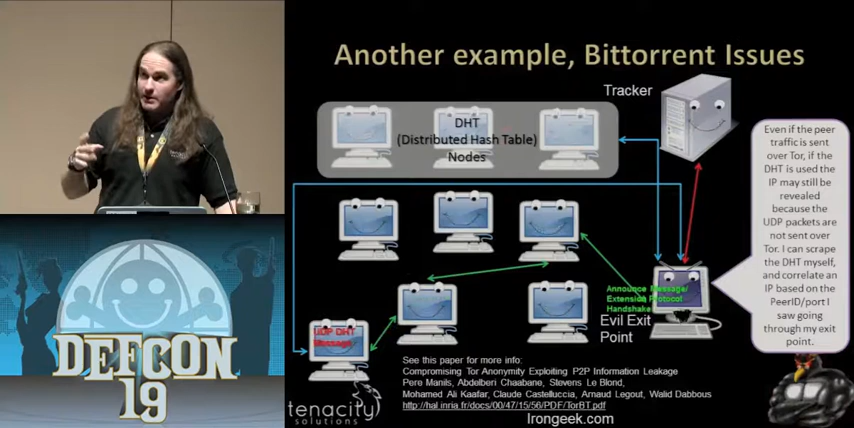 Another example, Bittorrent Issues
Tracker
DHT
(Distributed Hash Table)
Nodes
Even if the peer
traffic is sent
over Tor, if the
DHT is used the
IP may still be
revealed
because the
UDP packets are
not sent over
Tor. I can scrape
the DHT myself,
and correlate an
IP based on the
PeerID/port I
saw going
through my exit
point.
Announce Message/
Extension Protocol
Handshake
Evil Exit
Point
UDP DHT
Message
See this paper for more info:
Compromising Tor Anonymity Exploiting P2P Information Leakage
Pere Manils, Abdelberi Chaabane, Stevens Le Blond,
Mohamed Ali Kaafar, Claude Castelluccia, Arnaud Legout, Walid Dabbous
http://hal.inria.fr/docs/00/47/15/56/PDF/TorBT.pdf
Irongeek.com
tenacity
solutions
DEFCON
19